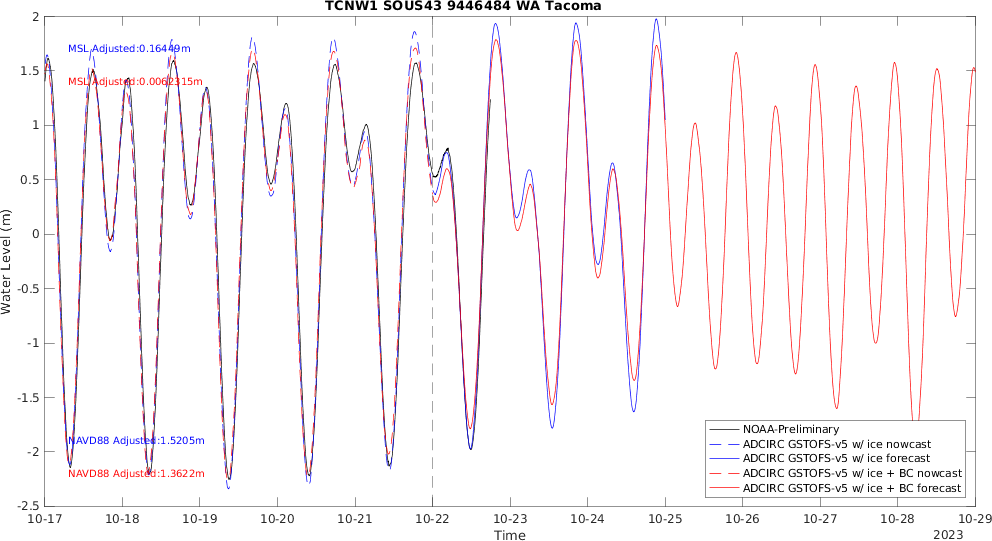 TCNW1 SOUS43 9446484 WA Tacoma
MSL Adjusted:0.16449m
MSL Adjusted:0.0062315m
NAVD88 Adjusted:1.5205m
NAVD88 Adjusted:1.3622m
Water Level (m)
2
1.5
1
0.5
0
-0.5
-1
-1.5
-2
-2.5
10-17 10-18 10-19 10-20 10-21 10-22 10-23 10-24 10-25 10-26 10-27 10-28 10-29
Time
2023
NOAA-Preliminary
ADCIRC GSTOFS-v5 w/ ice nowcast
ADCIRC GSTOFS-v5 w/ ice forecast
ADCIRC GSTOFS-v5 w/ ice + BC nowcast
ADCIRC GSTOFS-v5 w/ ice + BC forecast